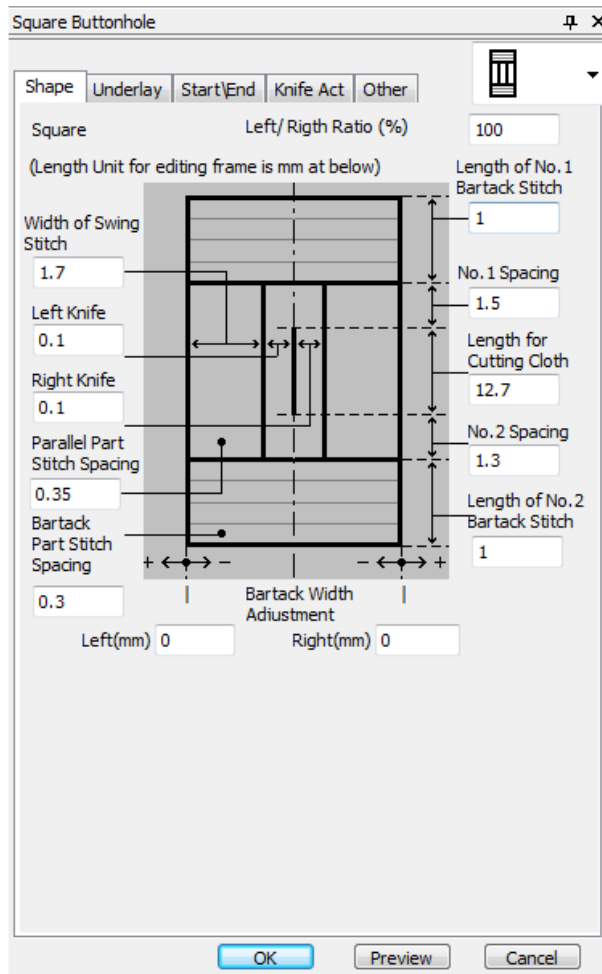 Square Buttonhole
Shape
Underlay
Start\End
Knife Act
Other
Square
Left/ Rigth Ratio (%)
100
(Length Unit for editing frame is mm at below)
Length of No.1
Bartack Stitch
1
Width of Swing
Stitch
1.7
No.1 Spacing
1.5
Left Knife
0.1
Length for
Cutting Cloth
12.7
Right Knife
0.1
No.2 Spacing
1.3
Parallel Part
Stitch Spacing
0.35
Length of No.2
Bartack Stitch
1
Bartack
Part Stitch
Spacing
0.3
+ −
− +
Bartack Width
Adiustment
Left(mm) 0
Right(mm) 0
OK
Preview
Cancel